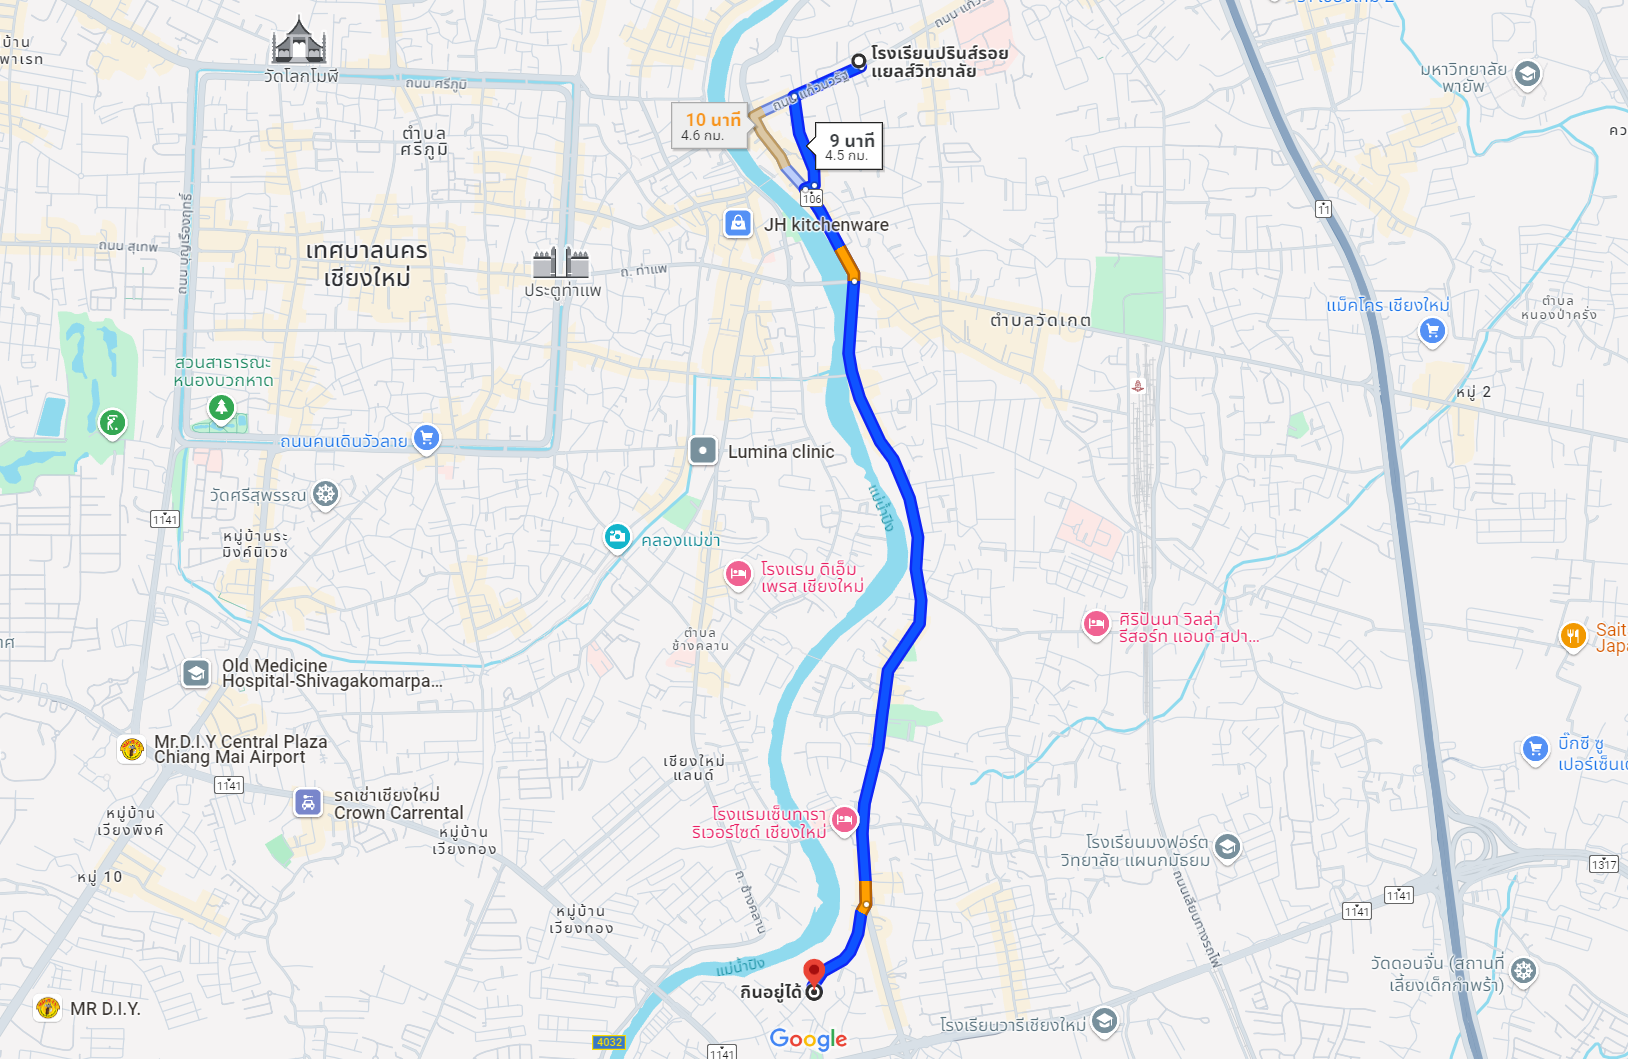 โรงเรียนปรินส์รอย
แยลส์วิทยาลัย
วัดโลกโมฬี
ถนน ศรีภูมิ
ถนน แก้วนวรัฐ
มหาวิทยาลัย
พายัพ
10 นาที
4.6 กม.
9 นาที
4.5 กม.
ตำบล
ศรีภูมิ
106
11
JH kitchenware
ถนน สุเทพ
ถนน บุญเรืองฤทธิ์
เทศบาลนคร
เชียงใหม่
ถ. ท่าแพ
ประตูท่าแพ
ตำบลวัดเกต
แม็คโคร เชียงใหม่
ตำบล
หนองป่าครั่ง
สวนสาธารณะ
หนองบวกหาด
หมู่ 2
ถนนคนเดินวัวลาย
Lumina clinic
วัดศรีสุพรรณ
แม่น้ำปิง
1141
หมู่บ้านระ
มิงค์นิเวช
คลองแม่ข่า
โรงแรม ดิเอ็ม
เพรส เชียงใหม่
ศิริปันนา วิลล่า
รีสอร์ท แอนด์ สปา...
ตำบล
ช้างคลาน
Old Medicine
Hospital-Shivagakomarpa...
Mr.D.I.Y Central Plaza
Chiang Mai Airport
1141
เชียงใหม่
แลนด์
รถเช่าเชียงใหม่
Crown Carrental
หมู่บ้าน
เวียงพิงค์
หมู่บ้าน
เวียงทอง
โรงแรมเซ็นทารา
ริเวอร์ไซด์ เชียงใหม่
โรงเรียนมงฟอร์ต
วิทยาลัย แผนกมัธยม
1317
หมู่ 10
ถ. ช้างคลาน
ถนนเลียบทางรถไฟ
1141
1141
หมู่บ้าน
เวียงทอง
แม่น้ำปิง
กินอยู่ได้
วัดดอนจั่น (สถานที่
เลี้ยงเด็กกำพร้า)
MR D.I.Y.
โรงเรียนวารีเชียงใหม่
Google
4032
1141